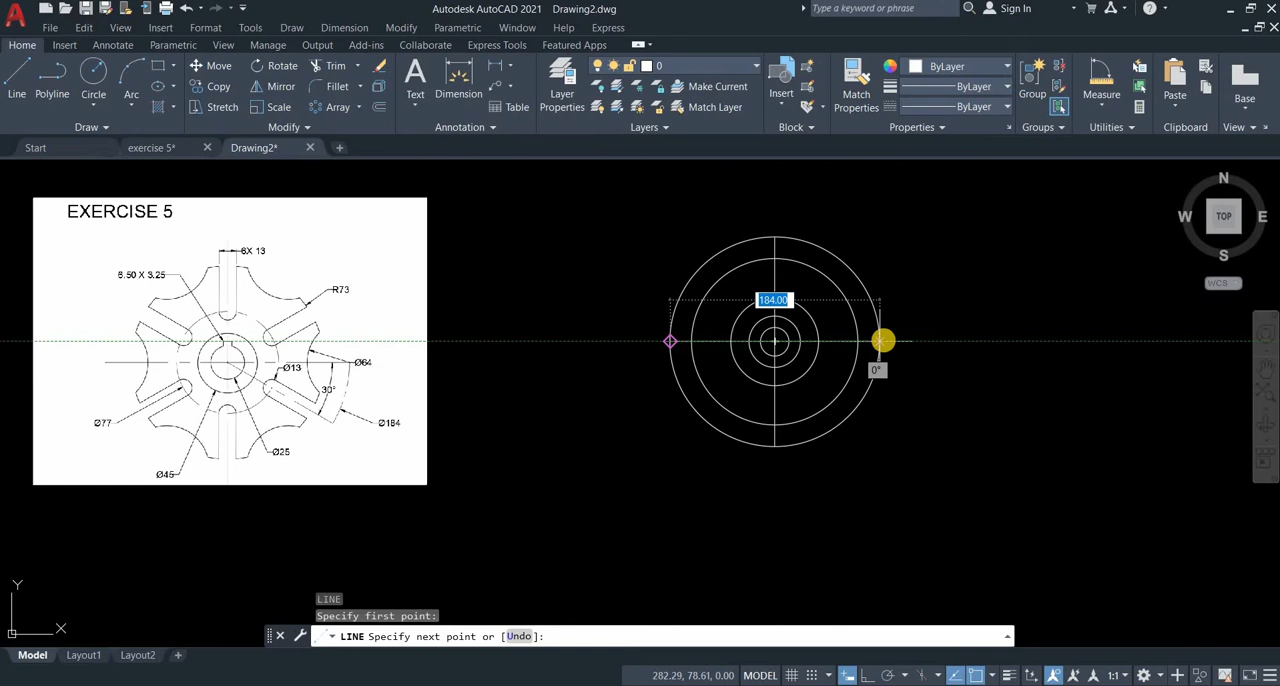 Autodesk AutoCAD 2021 Drawing2.dwg
Type a keyword or phrase
Sign In
File Edit View Insert Format Tools Draw Dimension Modify Parametric Window Help Express
Home Insert Annotate Parametric View Manage Output Add-ins Collaborate Express Tools Featured Apps
Line Polyline Circle Arc
Move Rotate Trim
Copy Mirror Fillet
Stretch Scale Array
Text Dimension Table
Layer Properties
0
Make Current
Match Layer
Insert
Match Properties
ByLayer
ByLayer
ByLayer
Group
Measure
Paste
Base
Draw Modify Annotation Layers Block Properties Groups Utilities Clipboard View
Start exercise 5* Drawing2*
EXERCISE 5
6X 13
6.50 X 3.25
R73
Ø64
Ø13
30°
Ø77
Ø184
Ø25
Ø45
184.00
0°
N
W TOP E
S
WCS
Y
X
LINE
Specify first point:
LINE Specify next point or [Undo]:
Model Layout1 Layout2
282.29, 78.61, 0.00 MODEL 1:1